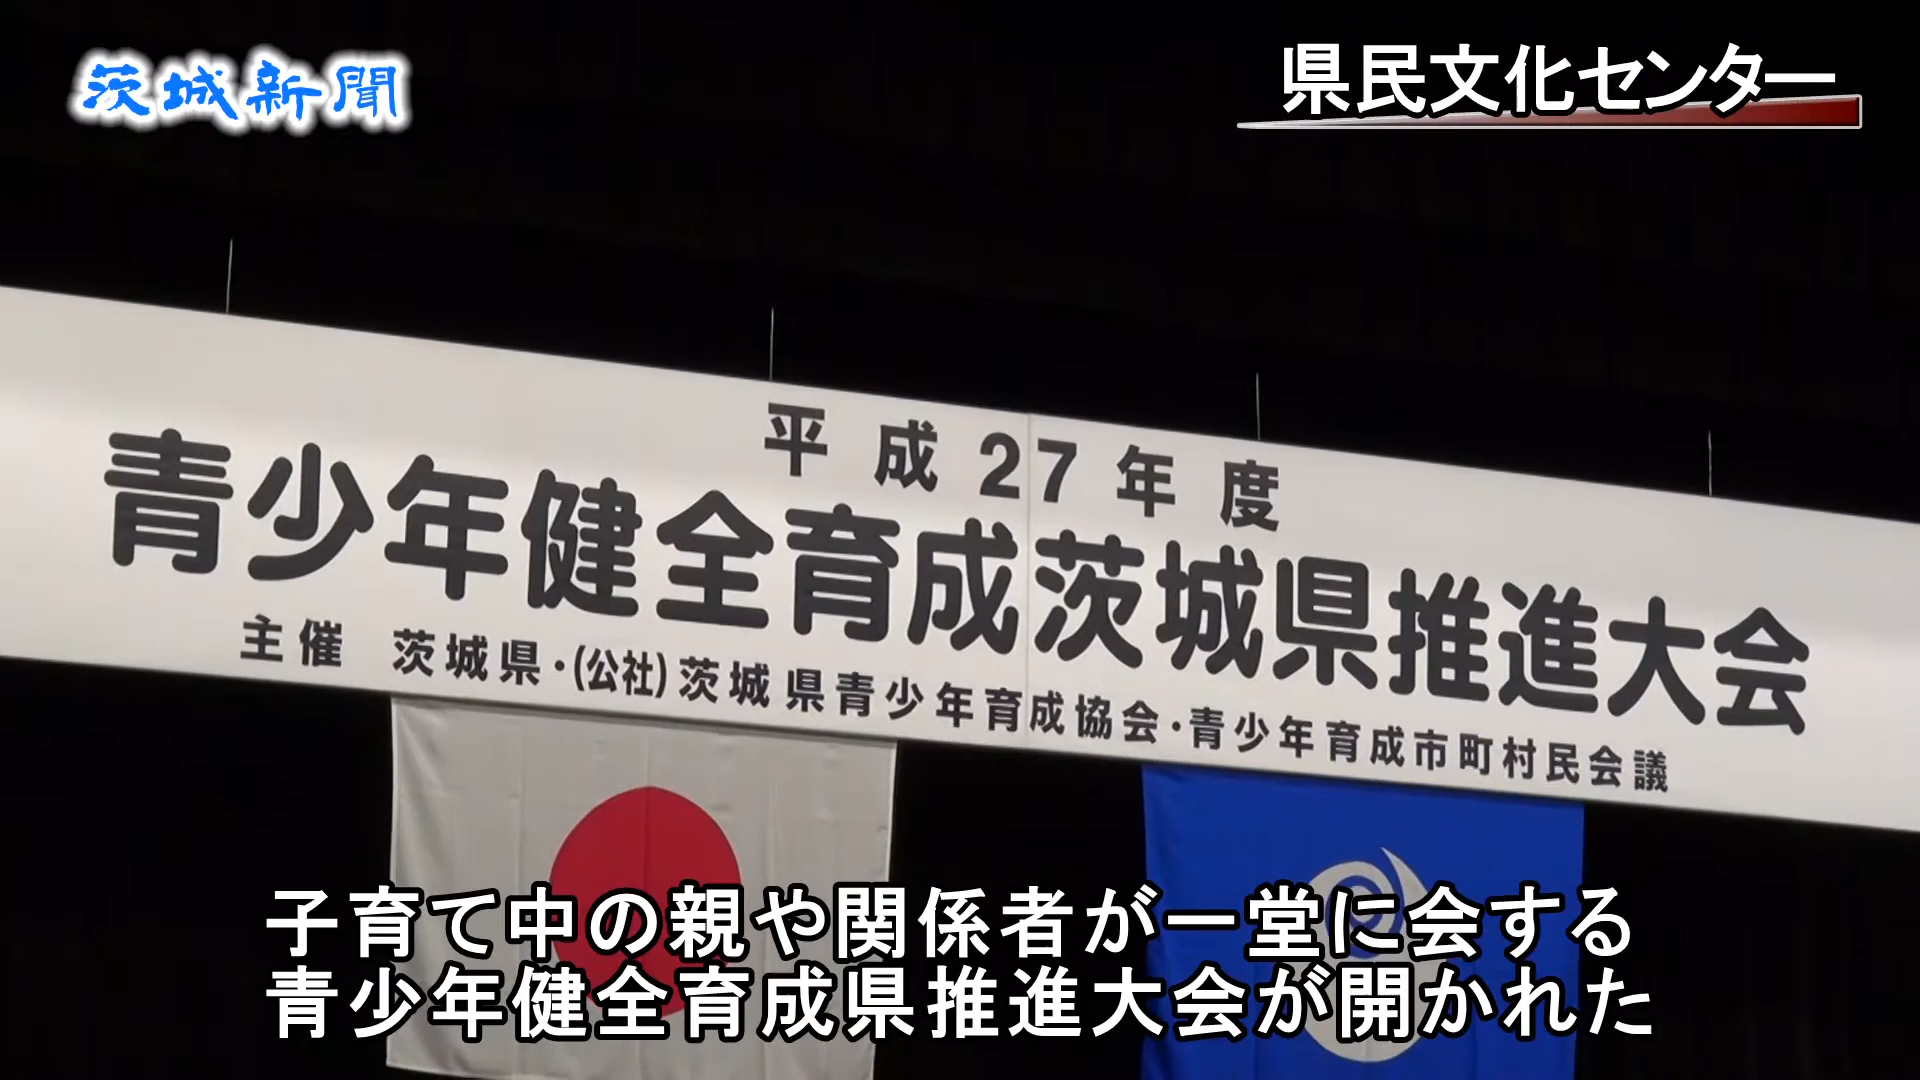 茨城新聞
県民文化センター
平成27年度
青少年健全育成茨城県推進大会
主催 茨城県・(公社)茨城県青少年育成協会・青少年育成市町村民会議
子育て中の親や関係者が一堂に会する
青少年健全育成県推進大会が開かれた